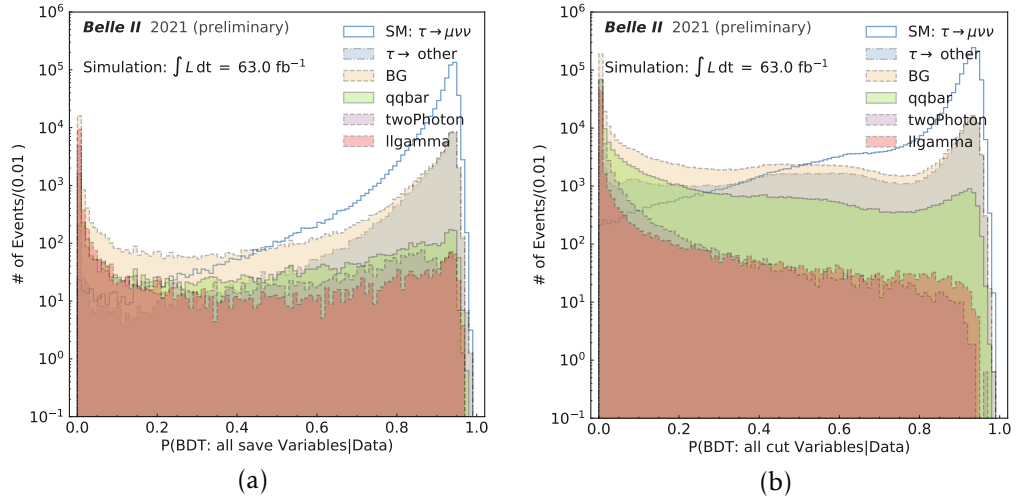 Belle II 2021 (preliminary)
Simulation: ∫ L dt = 63.0 fb⁻¹
SM: τ → μνν
τ → other
BG
qqbar
twoPhoton
llgamma
# of Events/(0.01 )
10⁶
10⁵
10⁴
10³
10²
10¹
10⁰
10⁻¹
0.0 0.2 0.4 0.6 0.8 1.0
P(BDT: all save Variables|Data)
(a)
Belle II 2021 (preliminary)
Simulation: ∫ L dt = 63.0 fb⁻¹
SM: τ → μνν
τ → other
BG
qqbar
twoPhoton
llgamma
# of Events/(0.01 )
10⁶
10⁵
10⁴
10³
10²
10¹
10⁰
10⁻¹
0.0 0.2 0.4 0.6 0.8 1.0
P(BDT: all cut Variables|Data)
(b)